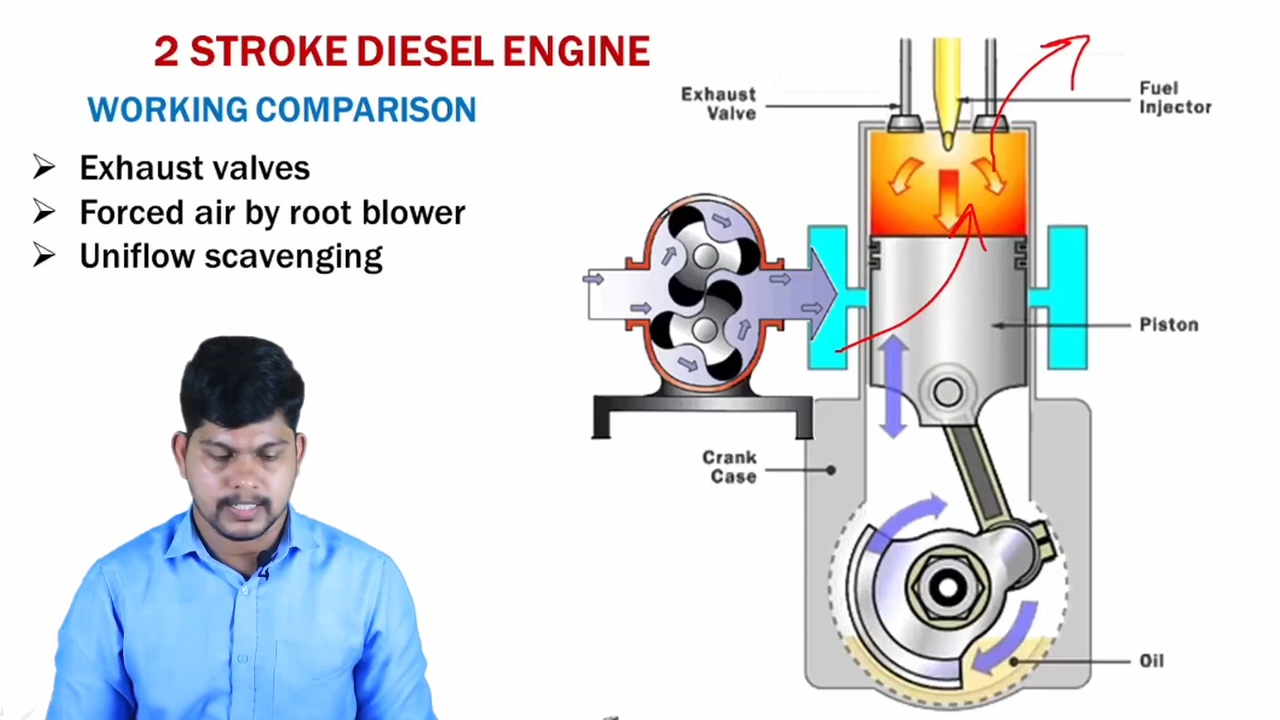 2 STROKE DIESEL ENGINE
WORKING COMPARISON
Exhaust valves
Forced air by root blower
Uniflow scavenging
Exhaust
Valve
Fuel
Injector
Piston
Crank
Case
Oil